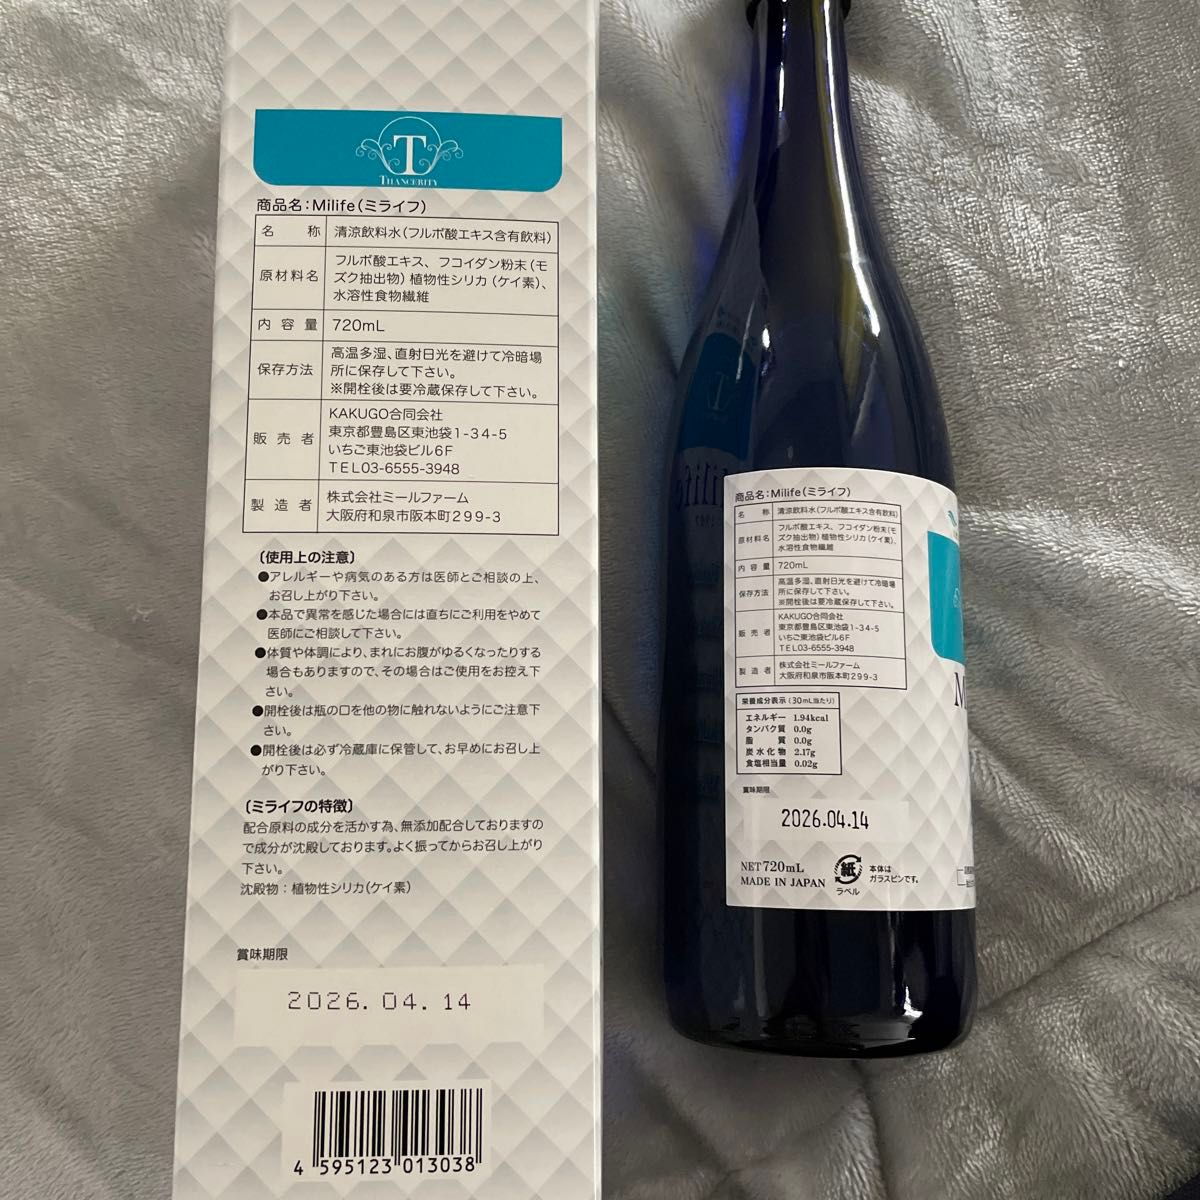 T
THANCERITY
商品名：Milife（ミライフ）
名 称 清涼飲料水（フルボ酸エキス含有飲料）
原材料名 フルボ酸エキス、フコイダン粉末（モ
ズク抽出物）植物性シリカ（ケイ素）、
水溶性食物繊維
内容量 720mL
保存方法 高温多湿、直射日光を避けて冷暗場
所に保存して下さい。
※開栓後は要冷蔵保存して下さい。
販売者 KAKUGO合同会社
東京都豊島区東池袋1-34-5
いちご東池袋ビル6F
TEL03-6555-3948
製造者 株式会社ミールファーム
大阪府和泉市阪本町299-3
〔使用上の注意〕
●アレルギーや病気のある方は医師とご相談の上、
お召し上がり下さい。
●本品で異常を感じた場合には直ちにご利用をやめて
医師にご相談して下さい。
●体質や体調により、まれにお腹がゆるくなったりする
場合もありますので、その場合はご使用をお控え下
さい。
●開栓後は瓶の口を他の物に触れないようにご注意下
さい。
●開栓後は必ず冷蔵庫に保管して、お早めにお召し上
がり下さい。
〔ミライフの特徴〕
配合原料の成分を活かす為、無添加配合しておりますの
で成分が沈殿しております。よく振ってからお召し上がり
下さい。
沈殿物：植物性シリカ（ケイ素）
賞味期限
2026.04.14
4 595123 013038
商品名：Milife（ミライフ）
名 称 清涼飲料水（フルボ酸エキス含有飲料）
原材料名 フルボ酸エキス、フコイダン粉末（モ
ズク抽出物）植物性シリカ（ケイ素）、
水溶性食物繊維
内容量 720mL
保存方法 高温多湿、直射日光を避けて冷暗場
所に保存して下さい。
※開栓後は要冷蔵保存して下さい。
販売者 KAKUGO合同会社
東京都豊島区東池袋1-34-5
いちご東池袋ビル6F
TEL03-6555-3948
製造者 株式会社ミールファーム
大阪府和泉市阪本町299-3
栄養成分表示（30mL当たり）
エネルギー 1.94kcal
タンパク質 0.0g
脂質 0.0g
炭水化物 2.17g
食塩相当量 0.02g
賞味期限
2026.04.14
NET720mL
MADE IN JAPAN
紙
ラベル
本体は
ガラスビンです。